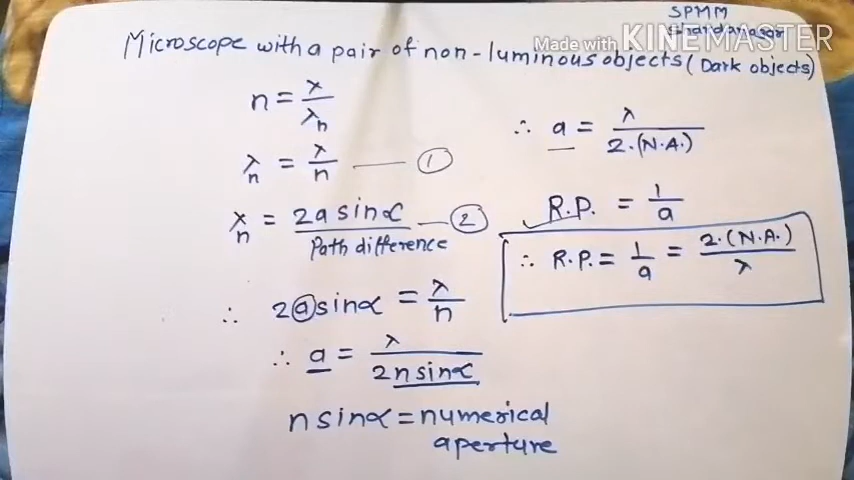 SPMM
Chandanagar
Made with KINEMASTER
Microscope with a pair of non-luminous objects (Dark objects)
n = λ/λn
λn = λ/n —— ①
λn = 2a sinα —— ②
Path difference
∴ 2a sinα = λ/n
∴ a = λ/2n sinα
n sinα = numerical
aperture
∴ a = λ/2.(N.A.)
R.P. = 1/a
∴ R.P. = 1/a = 2.(N.A.)/λ